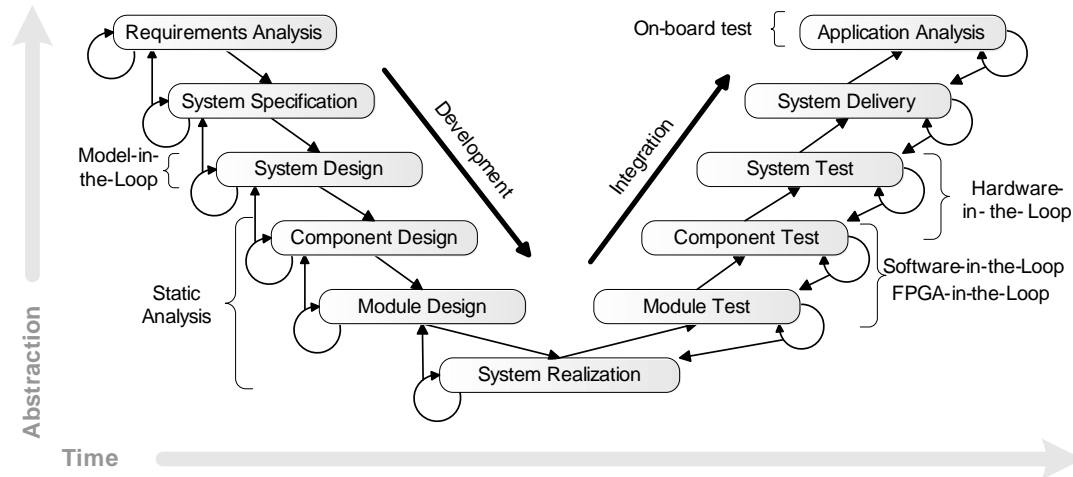 Requirements Analysis
On-board test
Application Analysis
System Specification
System Delivery
Development
Integration
Model-in-
the-Loop
System Design
System Test
Hardware-
in- the- Loop
Component Design
Component Test
Software-in-the-Loop
FPGA-in-the-Loop
Static
Analysis
Module Design
Module Test
System Realization
Abstraction
Time